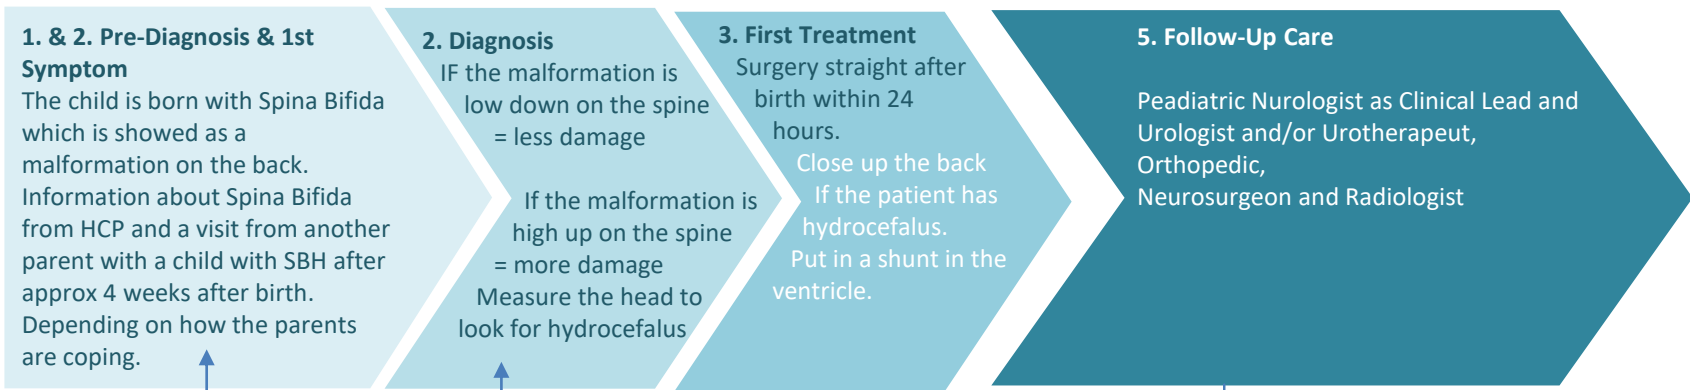 1. & 2. Pre-Diagnosis & 1st
Symptom
The child is born with Spina Bifida
which is showed as a
malformation on the back.
Information about Spina Bifida
from HCP and a visit from another
parent with a child with SBH after
approx 4 weeks after birth.
Depending on how the parents
are coping.
2. Diagnosis
IF the malformation is
low down on the spine
= less damage
If the malformation is
high up on the spine
= more damage
Measure the head to
look for hydrocefalus
3. First Treatment
Surgery straight after
birth within 24
hours.
Close up the back
If the patient has
hydrocefalus.
Put in a shunt in the
ventricle.
5. Follow-Up Care
Peadiatric Nurologist as Clinical Lead and
Urologist and/or Urotherapeut,
Orthopedic,
Neurosurgeon and Radiologist